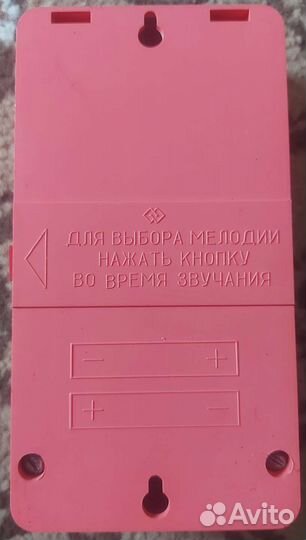 ДЛЯ ВЫБОРА МЕЛОДИИ
НАЖАТЬ КНОПКУ
ВО ВРЕМЯ ЗВУЧАНИЯ
− +
+ −
Avito